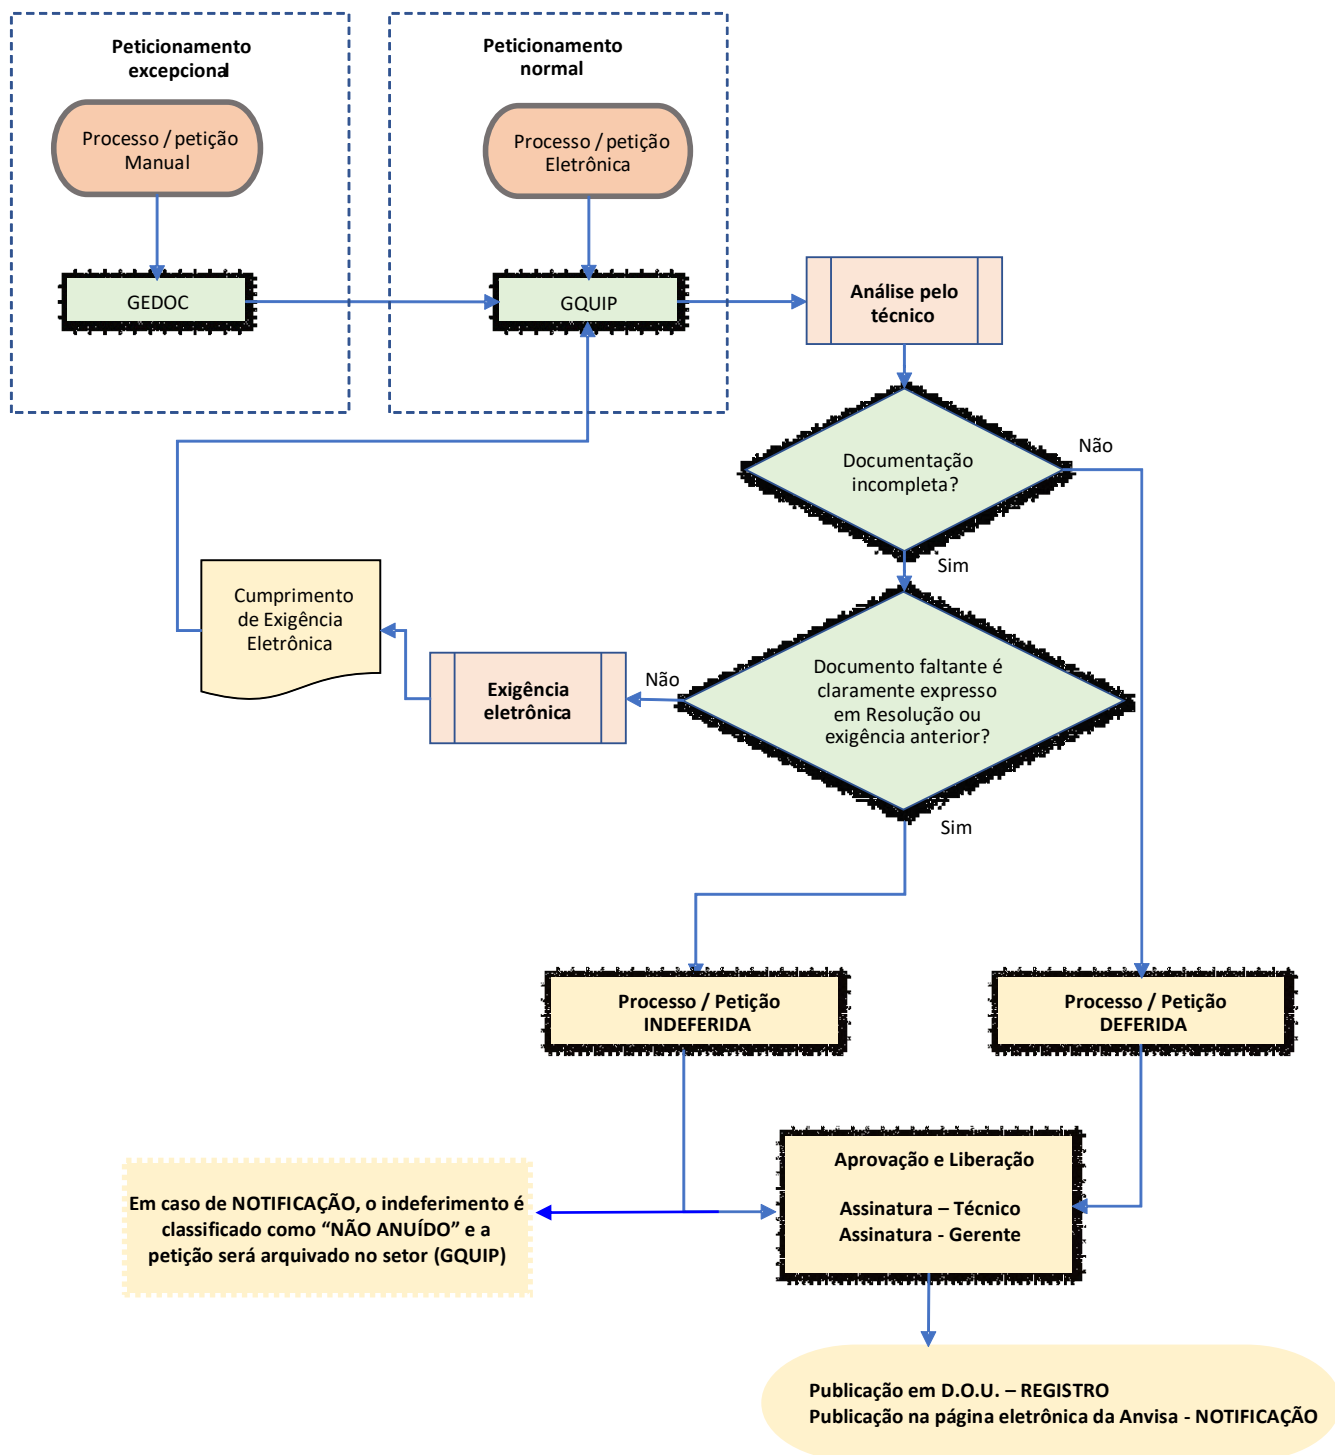 Peticionamento
excepcional
Processo / petição
Manual
GEDOC
Peticionamento
normal
Processo / petição
Eletrônica
GQUIP
Análise pelo
técnico
Documentação
incompleta?
Não
Sim
Documento faltante é
claramente expresso
em Resolução ou
exigência anterior?
Não
Sim
Exigência
eletrônica
Cumprimento
de Exigência
Eletrônica
Processo / Petição
INDEFERIDA
Processo / Petição
DEFERIDA
Aprovação e Liberação
Assinatura – Técnico
Assinatura - Gerente
Em caso de NOTIFICAÇÃO, o indeferimento é
classificado como “NÃO ANUÍDO” e a
petição será arquivado no setor (GQUIP)
Publicação em D.O.U. – REGISTRO
Publicação na página eletrônica da Anvisa - NOTIFICAÇÃO